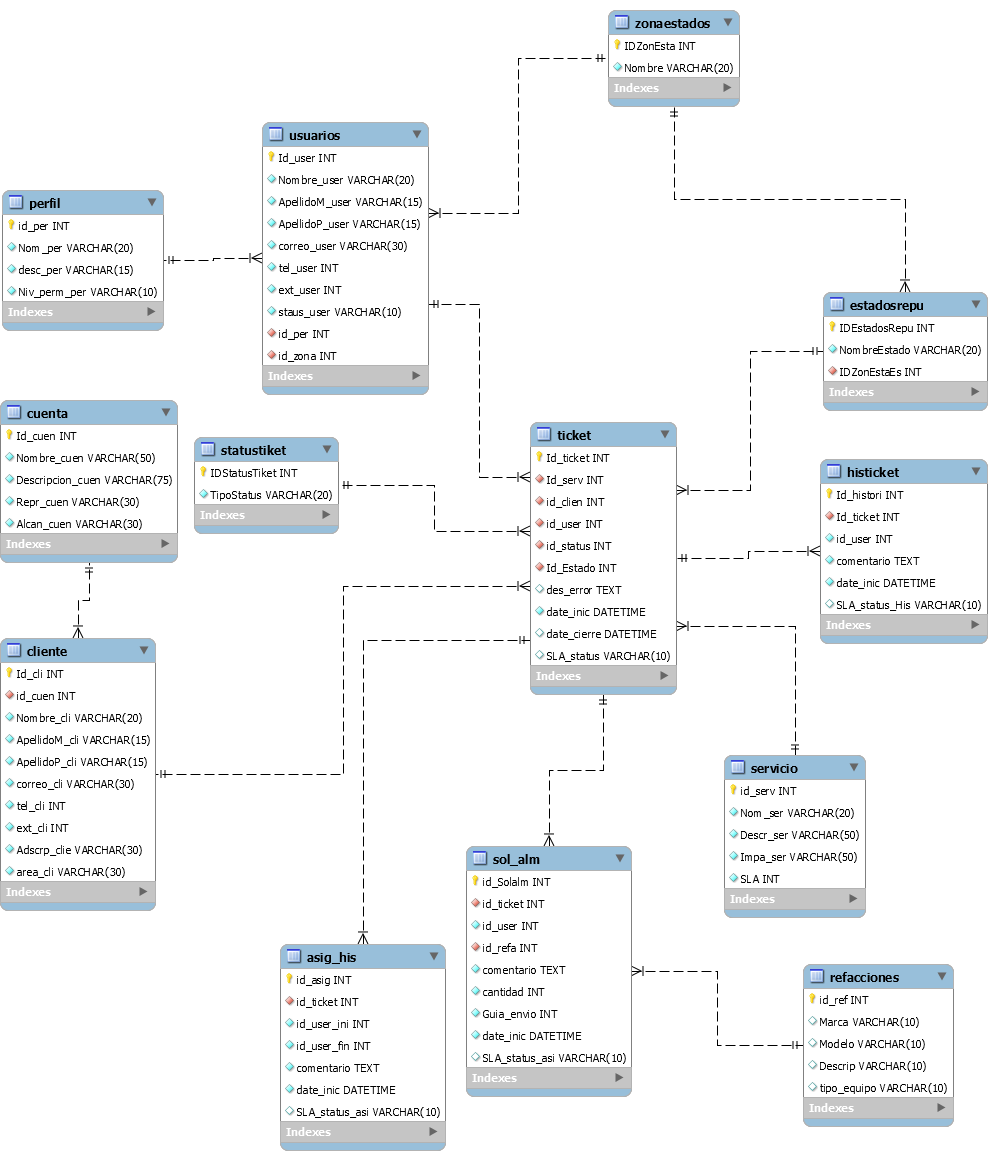 zonaestados
IDZonEsta INT
Nombre VARCHAR(20)
Indexes
usuarios
Id_user INT
Nombre_user VARCHAR(20)
ApellidoM_user VARCHAR(15)
ApellidoP_user VARCHAR(15)
correo_user VARCHAR(30)
tel_user INT
ext_user INT
staus_user VARCHAR(10)
id_per INT
id_zona INT
Indexes
perfil
id_per INT
Nom _per VARCHAR(20)
desc_per VARCHAR(15)
Niv_perm_per VARCHAR(10)
Indexes
estadosrepu
IDEstadosRepu INT
NombreEstado VARCHAR(20)
IDZonEstaEs INT
Indexes
cuenta
Id_cuen INT
Nombre_cuen VARCHAR(50)
Descripcion_cuen VARCHAR(75)
Repr_cuen VARCHAR(30)
Alcan_cuen VARCHAR(30)
Indexes
statustiket
IDStatusTiket INT
TipoStatus VARCHAR(20)
Indexes
ticket
Id_ticket INT
Id_serv INT
id_clien INT
id_user INT
id_status INT
Id_Estado INT
des_error TEXT
date_inic DATETIME
date_cierre DATETIME
SLA_status VARCHAR(10)
Indexes
histicket
Id_histori INT
Id_ticket INT
id_user INT
comentario TEXT
date_inic DATETIME
SLA_status_His VARCHAR(10)
Indexes
cliente
Id_cli INT
id_cuen INT
Nombre_cli VARCHAR(20)
ApellidoM_cli VARCHAR(15)
ApellidoP_cli VARCHAR(15)
correo_cli VARCHAR(30)
tel_cli INT
ext_cli INT
Adscrp_clie VARCHAR(30)
area_cli VARCHAR(30)
Indexes
servicio
id_serv INT
Nom_ser VARCHAR(20)
Descr_ser VARCHAR(50)
Impa_ser VARCHAR(50)
SLA INT
Indexes
sol_alm
id_Solalm INT
id_ticket INT
id_user INT
id_refa INT
comentario TEXT
cantidad INT
Guia_envio INT
date_inic DATETIME
SLA_status_asi VARCHAR(10)
Indexes
asig_his
id_asig INT
id_ticket INT
id_user_ini INT
id_user_fin INT
comentario TEXT
date_inic DATETIME
SLA_status_asi VARCHAR(10)
Indexes
refacciones
id_ref INT
Marca VARCHAR(10)
Modelo VARCHAR(10)
Descrip VARCHAR(10)
tipo_equipo VARCHAR(10)
Indexes